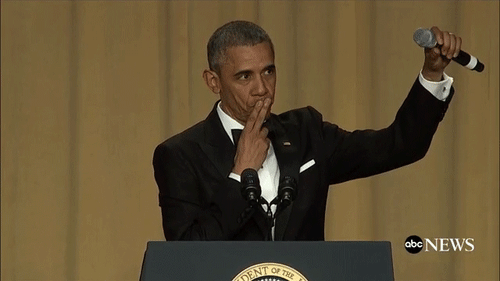 abc NEWS
DENT OF THE